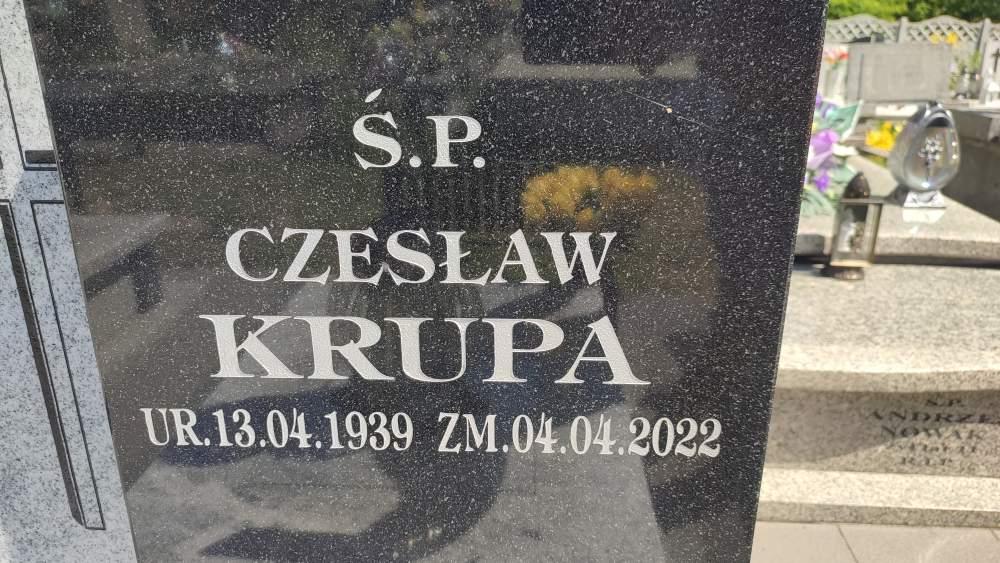 Ś.P.
CZESŁAW
KRUPA
UR.13.04.1939 ZM.04.04.2022
Ś.P.
R.I.P.